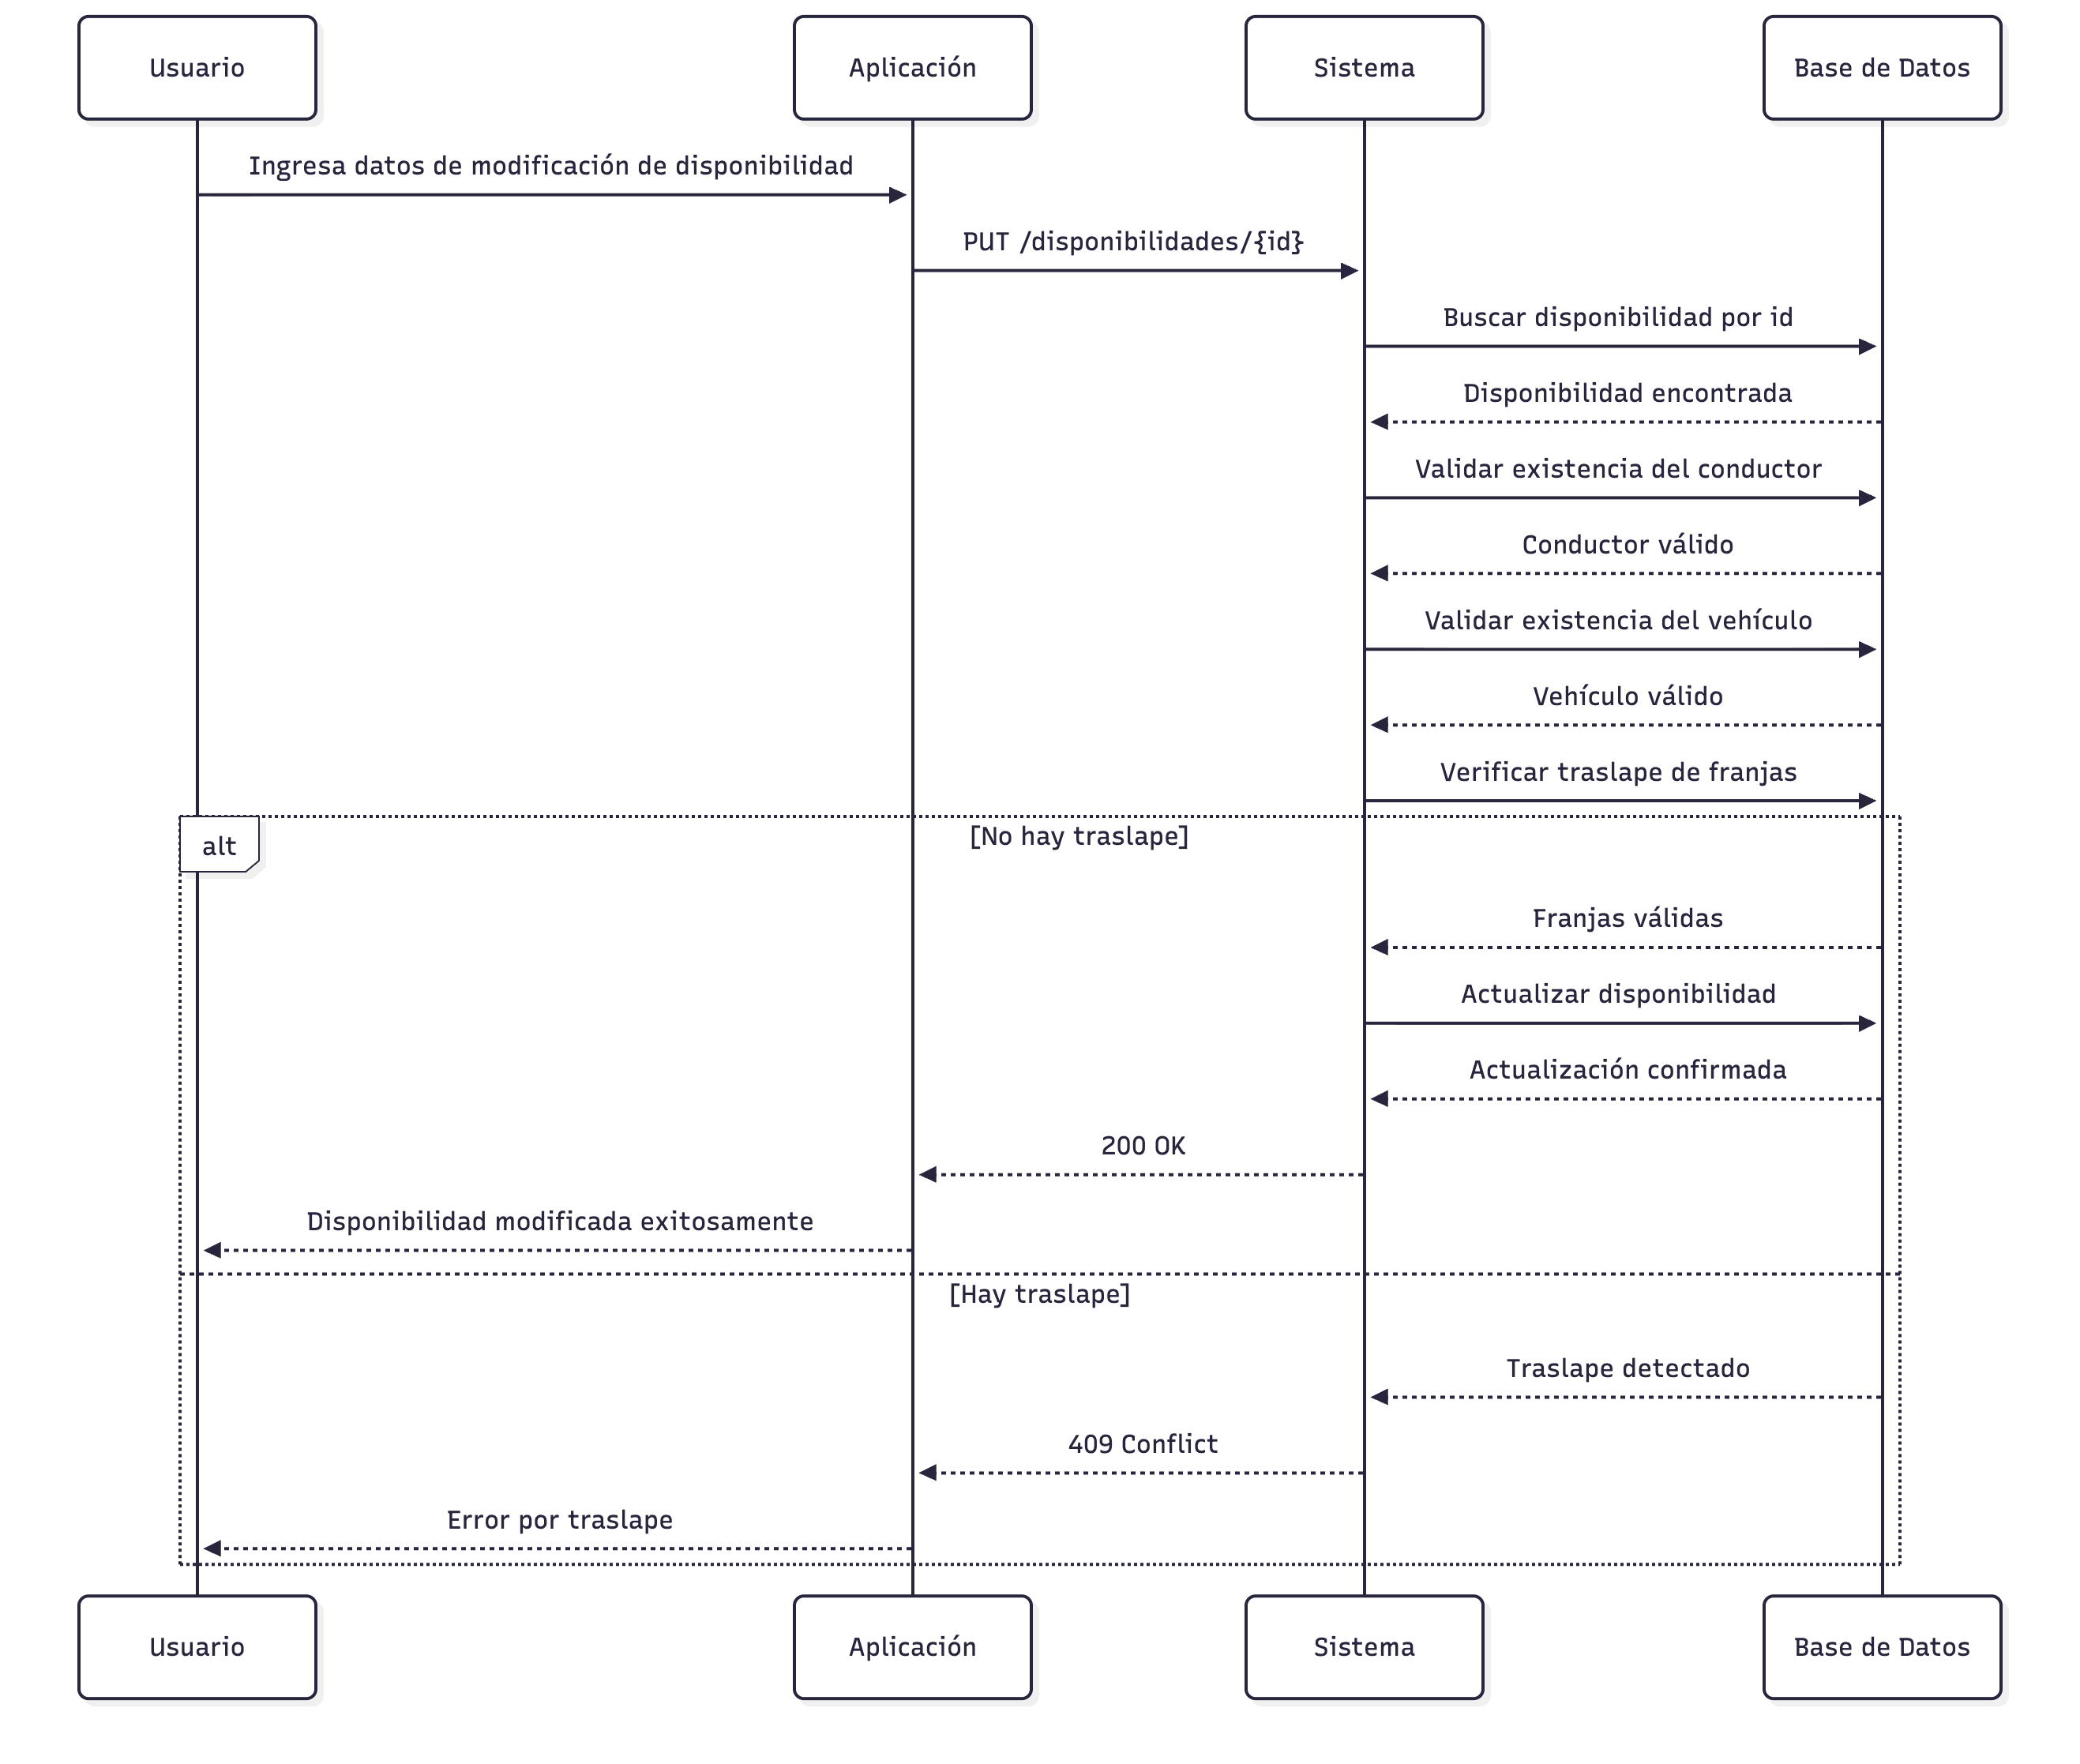 Usuario
Aplicación
Sistema
Base de Datos
Ingresa datos de modificación de disponibilidad
PUT /disponibilidades/{id}
Buscar disponibilidad por id
Disponibilidad encontrada
Validar existencia del conductor
Conductor válido
Validar existencia del vehículo
Vehículo válido
Verificar traslape de franjas
alt
[No hay traslape]
Franjas válidas
Actualizar disponibilidad
Actualización confirmada
200 OK
Disponibilidad modificada exitosamente
[Hay traslape]
Traslape detectado
409 Conflict
Error por traslape
Usuario
Aplicación
Sistema
Base de Datos